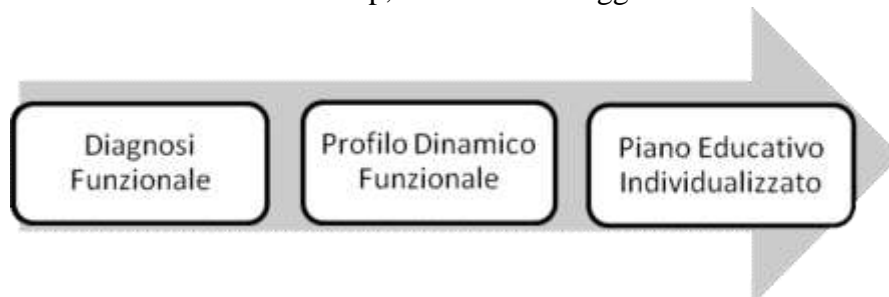 Diagnosi
Funzionale
Profilo Dinamico
Funzionale
Piano Educativo
Individualizzato